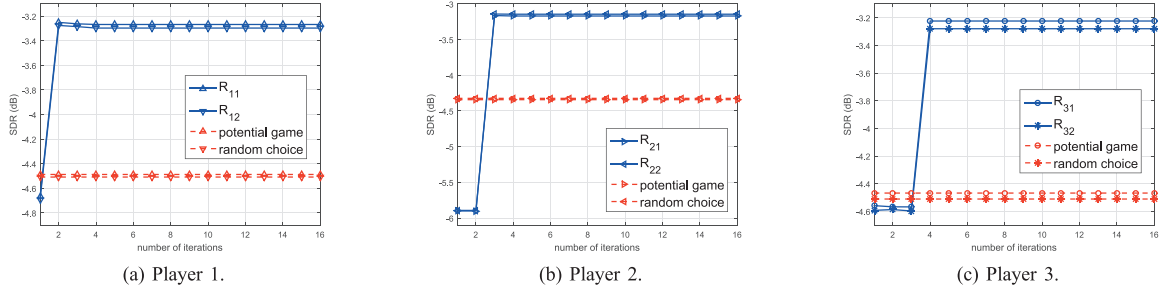 -3.2
-3.4
-3.6
-3.8
-4
-4.2
-4.4
-4.6
-4.8
SDR (dB)
2 4 6 8 10 12 14 16
number of iterations
R11
R12
potential game
random choice
(a) Player 1.
-3
-3.5
-4
-4.5
-5
-5.5
-6
SDR (dB)
2 4 6 8 10 12 14 16
number of iterations
R21
R22
potential game
random choice
(b) Player 2.
-3.2
-3.4
-3.6
-3.8
-4
-4.2
-4.4
-4.6
SDR (dB)
2 4 6 8 10 12 14 16
number of iterations
R31
R32
potential game
random choice
(c) Player 3.